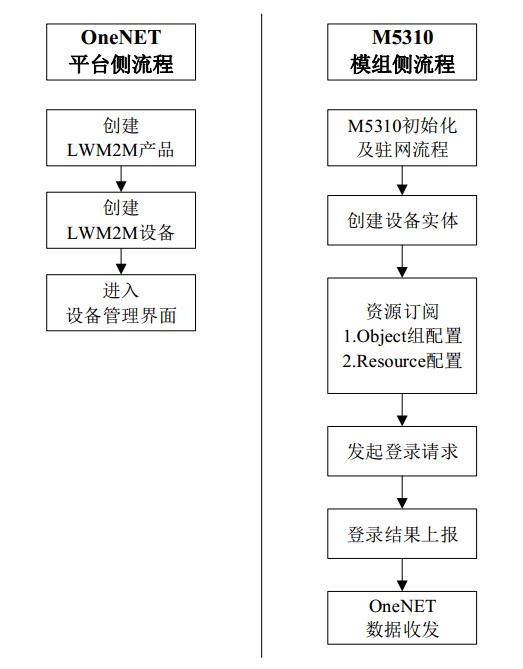 OneNET
平台侧流程
创建
LWM2M产品
创建
LWM2M设备
进入
设备管理界面
M5310
模组侧流程
M5310初始化
及驻网流程
创建设备实体
资源订阅
1.Object组配置
2.Resource配置
发起登录请求
登录结果上报
OneNET
数据收发